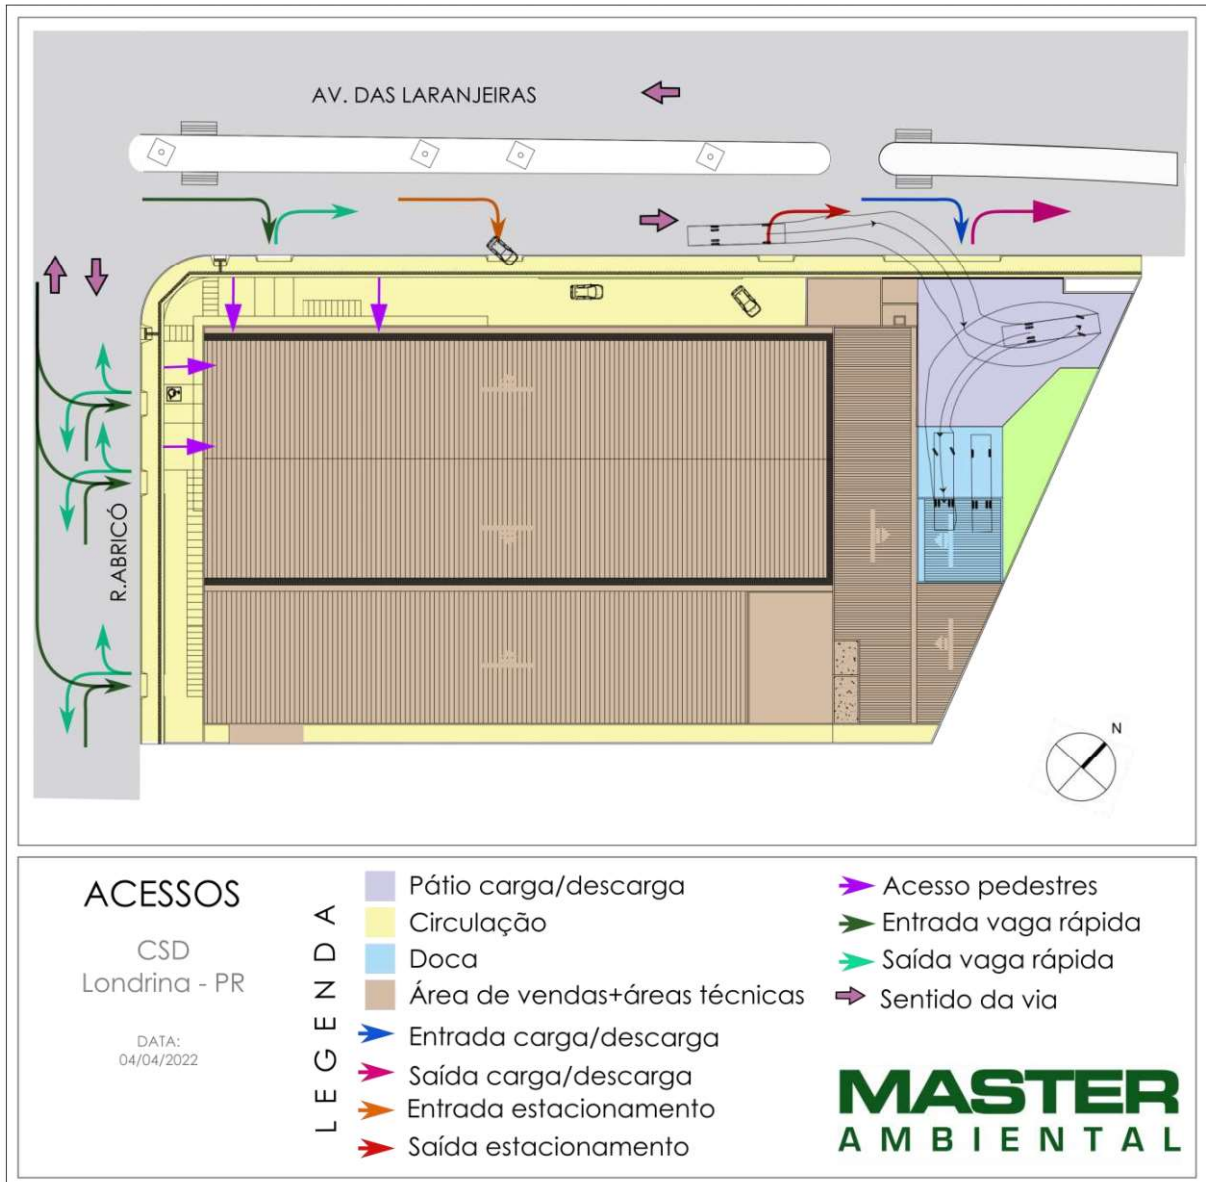 AV. DAS LARANJEIRAS
R.ABRICÓ
N
ACESSOS
CSD
Londrina - PR
DATA:
04/04/2022
LEGENDA
Pátio carga/descarga
Circulação
Doca
Área de vendas+áreas técnicas
Entrada carga/descarga
Saída carga/descarga
Entrada estacionamento
Saída estacionamento
Acesso pedestres
Entrada vaga rápida
Saída vaga rápida
Sentido da via
MASTER
AMBIENTAL